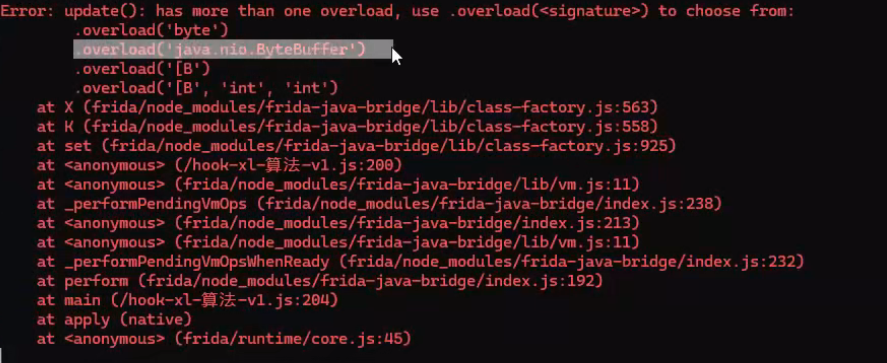 Error: update(): has more than one overload, use .overload(<signature>) to choose from:
.overload('byte')
.overload('java.nio.ByteBuffer')
.overload('[B')
.overload('[B', 'int', 'int')
at X (frida/node_modules/frida-java-bridge/lib/class-factory.js:563)
at K (frida/node_modules/frida-java-bridge/lib/class-factory.js:558)
at set (frida/node_modules/frida-java-bridge/lib/class-factory.js:925)
at <anonymous> (/hook-xl-算法-v1.js:200)
at <anonymous> (frida/node_modules/frida-java-bridge/lib/vm.js:11)
at _performPendingVmOps (frida/node_modules/frida-java-bridge/index.js:238)
at <anonymous> (frida/node_modules/frida-java-bridge/index.js:213)
at <anonymous> (frida/node_modules/frida-java-bridge/lib/vm.js:11)
at _performPendingVmOpsWhenReady (frida/node_modules/frida-java-bridge/index.js:232)
at perform (frida/node_modules/frida-java-bridge/index.js:192)
at main (/hook-xl-算法-v1.js:204)
at apply (native)
at <anonymous> (frida/runtime/core.js:45)